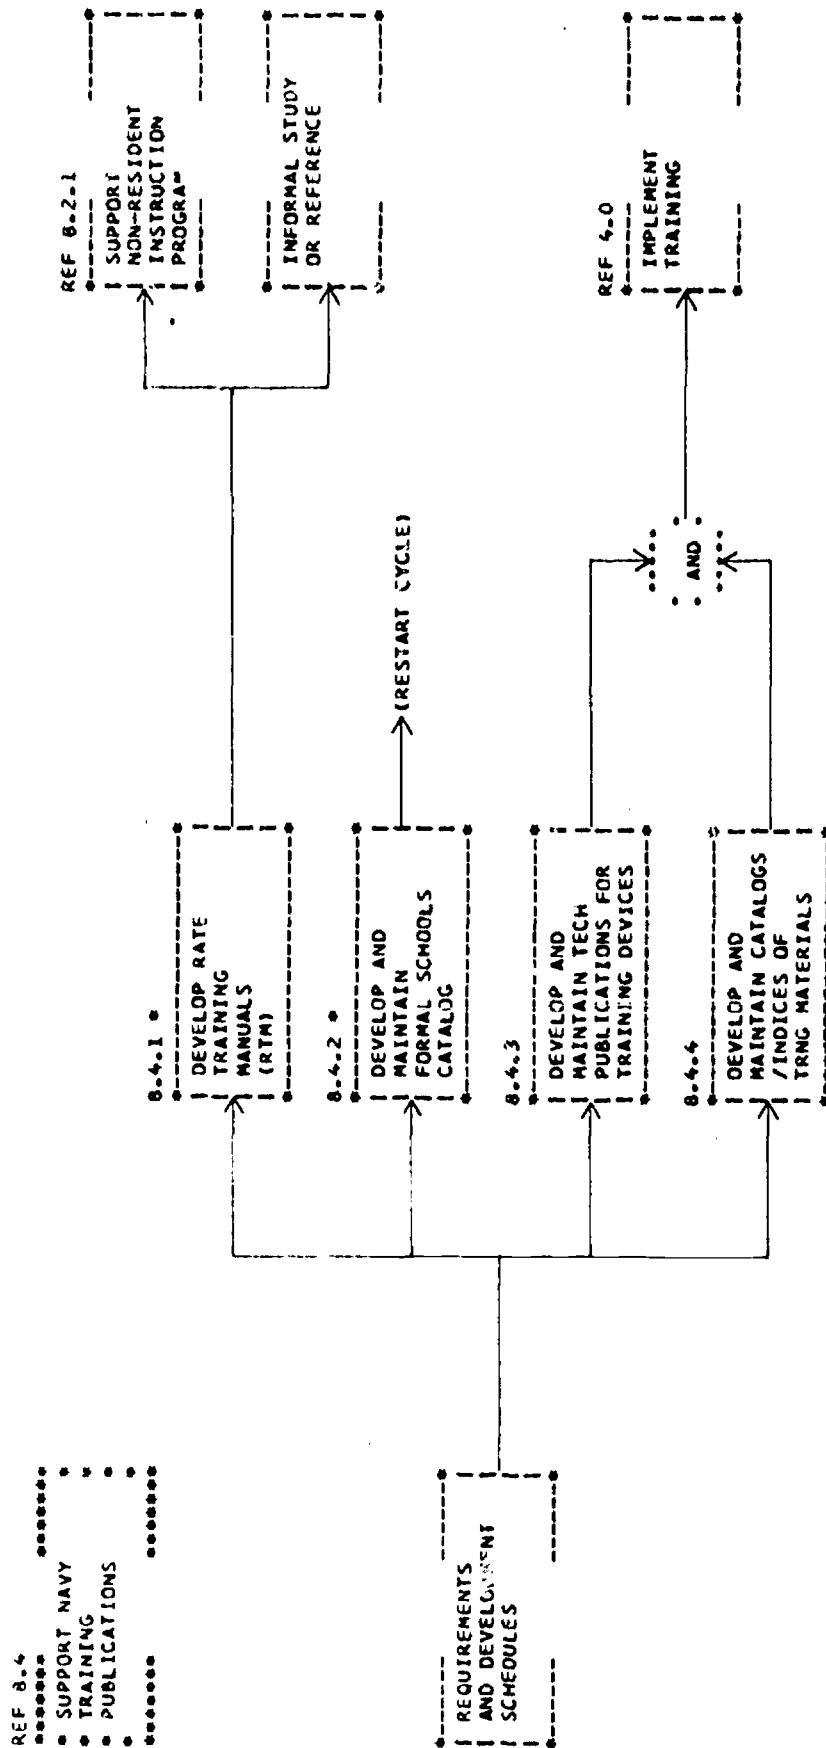 REF 8.4
SUPPORT NAVY
TRAINING
PUBLICATIONS
REQUIREMENTS
AND DEVELOPMENT
SCHEDULES
8.4.1 *
DEVELOP RATE
TRAINING
MANUALS
(RTM)
8.4.2 *
DEVELOP AND
MAINTAIN
FORMAL SCHOOLS
CATALOG
8.4.3
DEVELOP AND
MAINTAIN TECH
PUBLICATIONS FOR
TRAINING DEVICES
8.4.4
DEVELOP AND
MAINTAIN CATALOGS
/INDICES OF
TRNG MATERIALS
(RESTART CYCLE)
AND
REF 8.2.1
SUPPORT
NON-RESIDENT
INSTRUCTION
PROGRAM
INFORMAL STUDY
OR REFERENCE
REF 4.0
IMPLEMENT
TRAINING